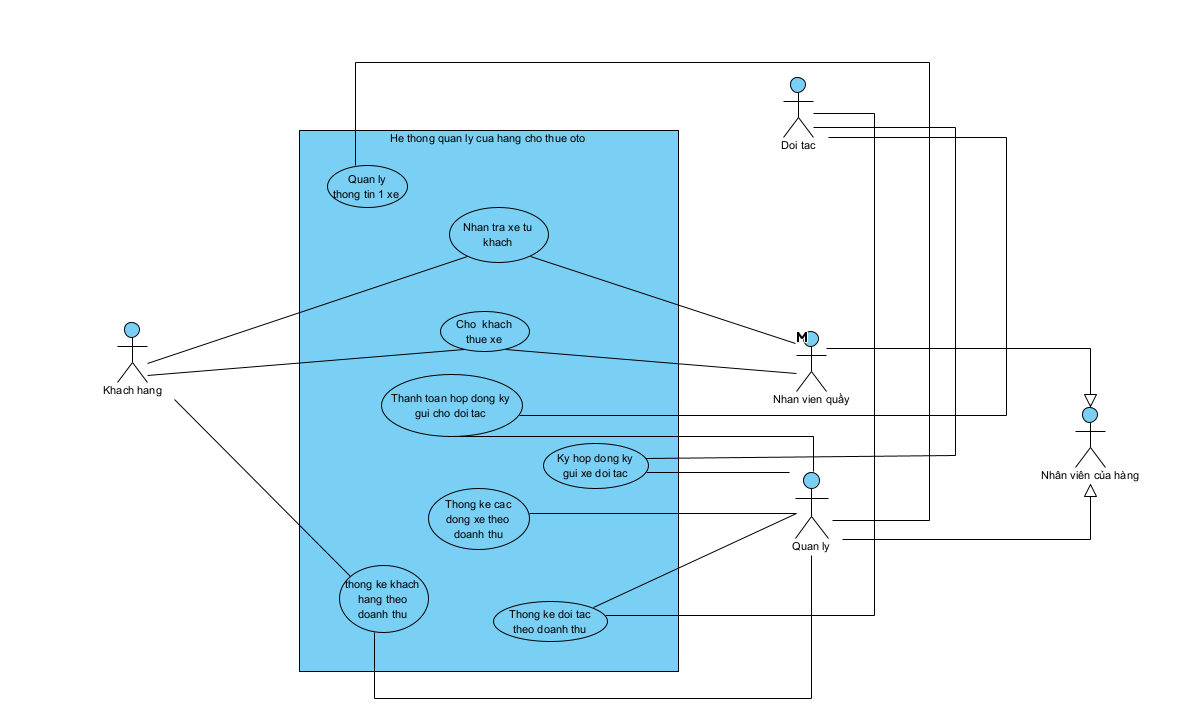 He thong quan ly cua hang cho thue oto
Doi tac
Quan ly
thong tin 1 xe
Nhan tra xe tu
khach
Cho khach
thue xe
M
Khach hang
Nhan vien quầy
Thanh toan hop dong ky
gui cho doi tac
Ky hop dong ky
gui xe doi tac
Nhân viên của hàng
Thong ke cac
dong xe theo
doanh thu
Quan ly
thong ke khach
hang theo
doanh thu
Thong ke doi tac
theo doanh thu